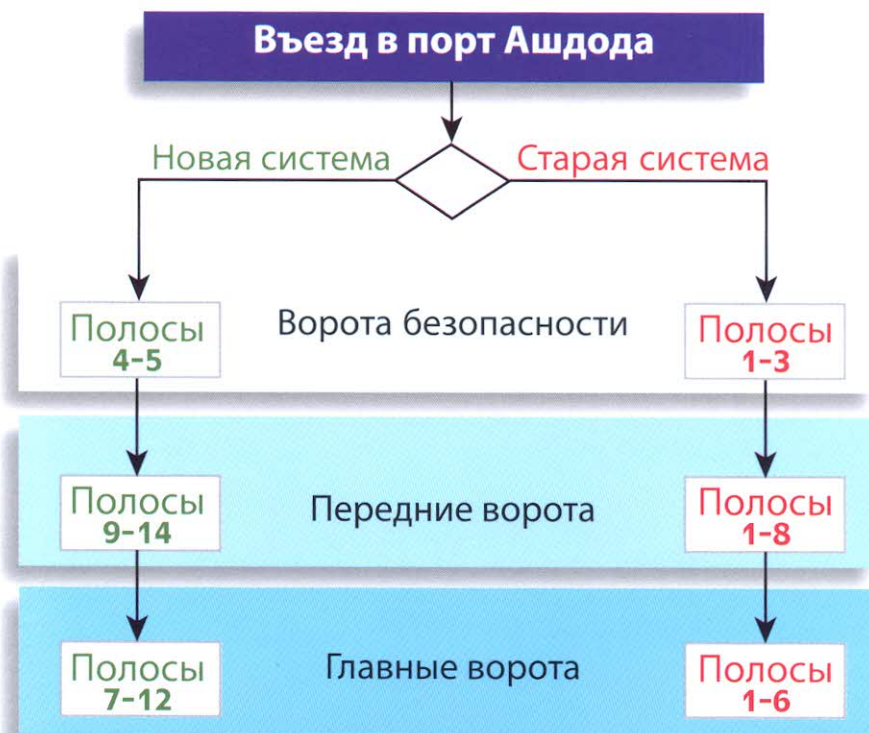 Въезд в порт Ашдода
Новая система
Старая система
Полосы
4-5
Ворота безопасности
Полосы
1-3
Полосы
9-14
Передние ворота
Полосы
1-8
Полосы
7-12
Главные ворота
Полосы
1-6